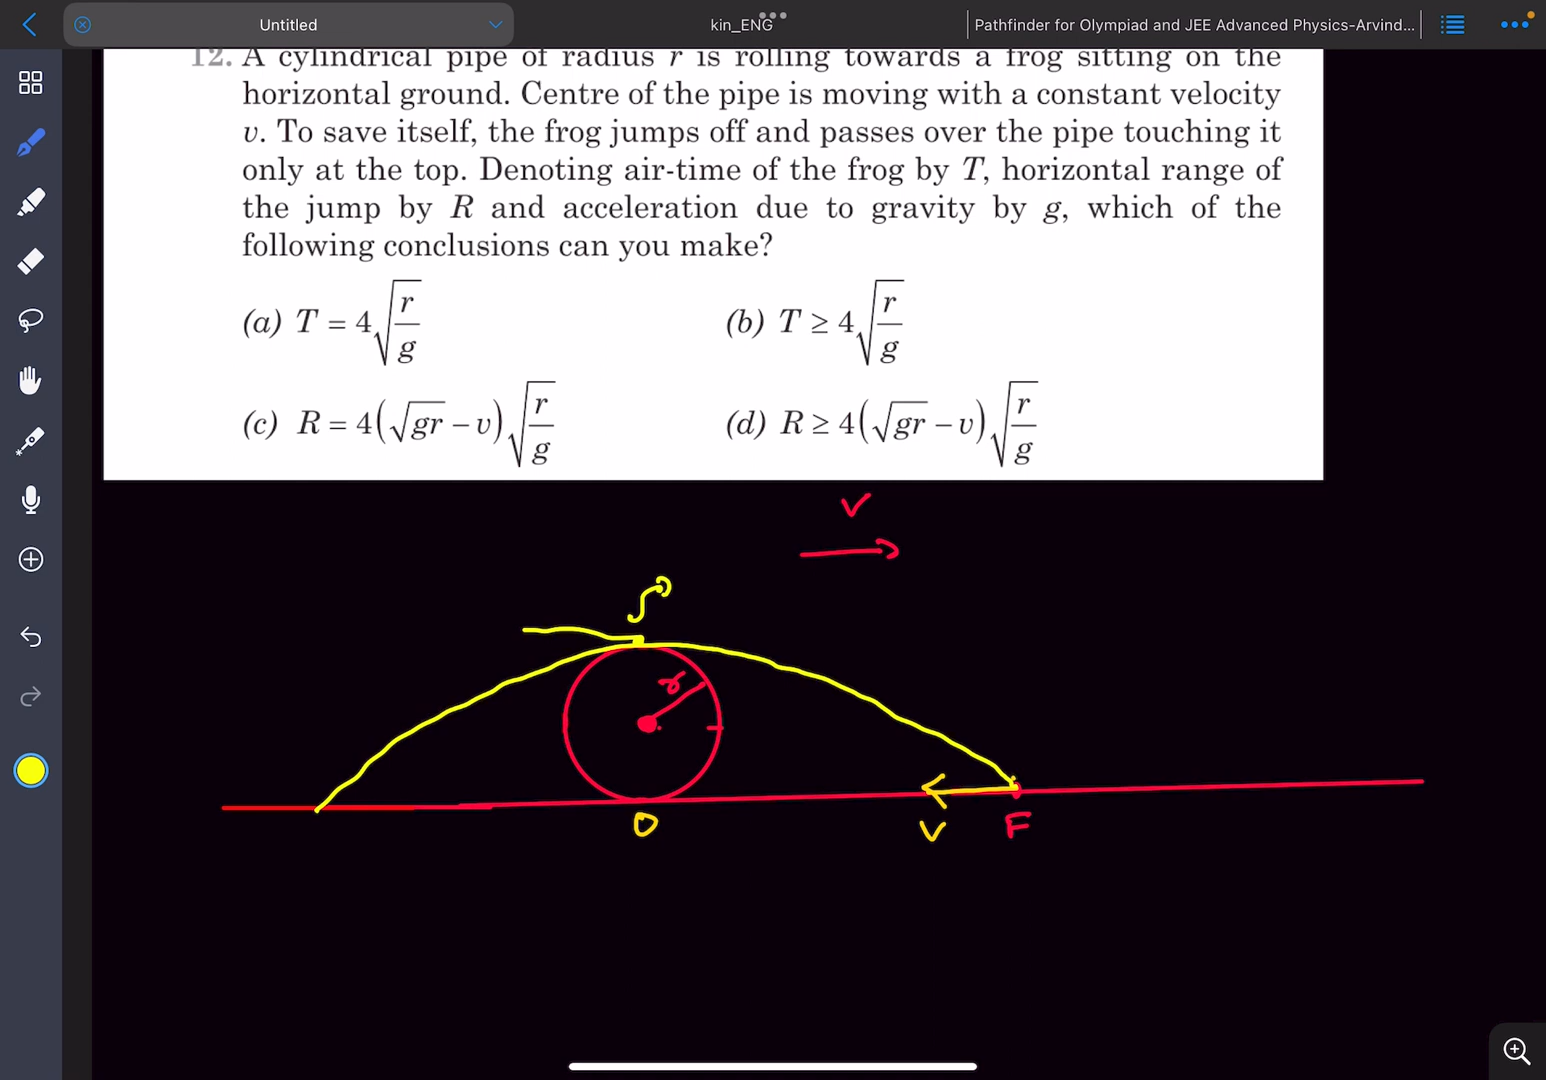 Untitled
kin_ENG
Pathfinder for Olympiad and JEE Advanced Physics-Arvind...
12. A cylindrical pipe of radius r is rolling towards a frog sitting on the
horizontal ground. Centre of the pipe is moving with a constant velocity
v. To save itself, the frog jumps off and passes over the pipe touching it
only at the top. Denoting air-time of the frog by T, horizontal range of
the jump by R and acceleration due to gravity by g, which of the
following conclusions can you make?
(a) T = 4√(r/g) (b) T ≥ 4√(r/g)
(c) R = 4(√gr − v)√(r/g) (d) R ≥ 4(√gr − v)√(r/g)
v
r
O
v
F